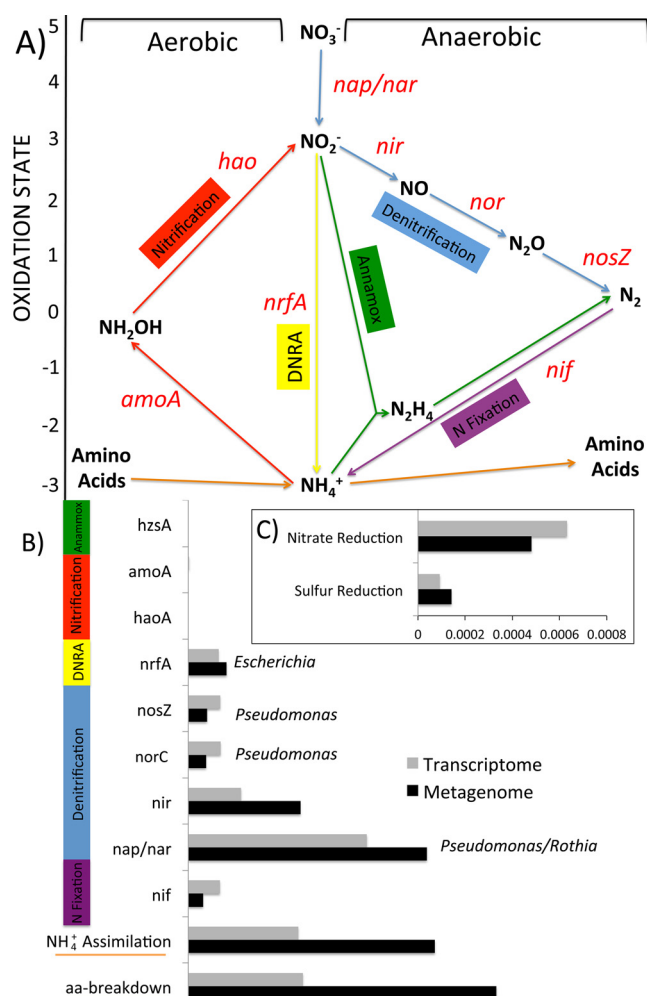 A)
Aerobic
Anaerobic
OXIDATION STATE
5
4
3
2
1
0
-1
-2
-3
NO₃⁻
nap/nar
NO₂⁻
nir
hao
NO
nor
Nitrification
Denitrification
N₂O
nosZ
Annamox
N₂
nrfA
NH₂OH
DNRA
nif
amoA
N₂H₄
N Fixation
Amino
Acids
Amino
Acids
NH₄⁺
B)
Anammox
hzsA
Nitrification
amoA
haoA
DNRA
nrfA
Escherichia
Denitrification
nosZ
Pseudomonas
norC
Pseudomonas
nir
nap/nar
Pseudomonas/Rothia
N Fixation
nif
NH₄⁺ Assimilation
aa-breakdown
Transcriptome
Metagenome
C)
Nitrate Reduction
Sulfur Reduction
0 0.0002 0.0004 0.0006 0.0008